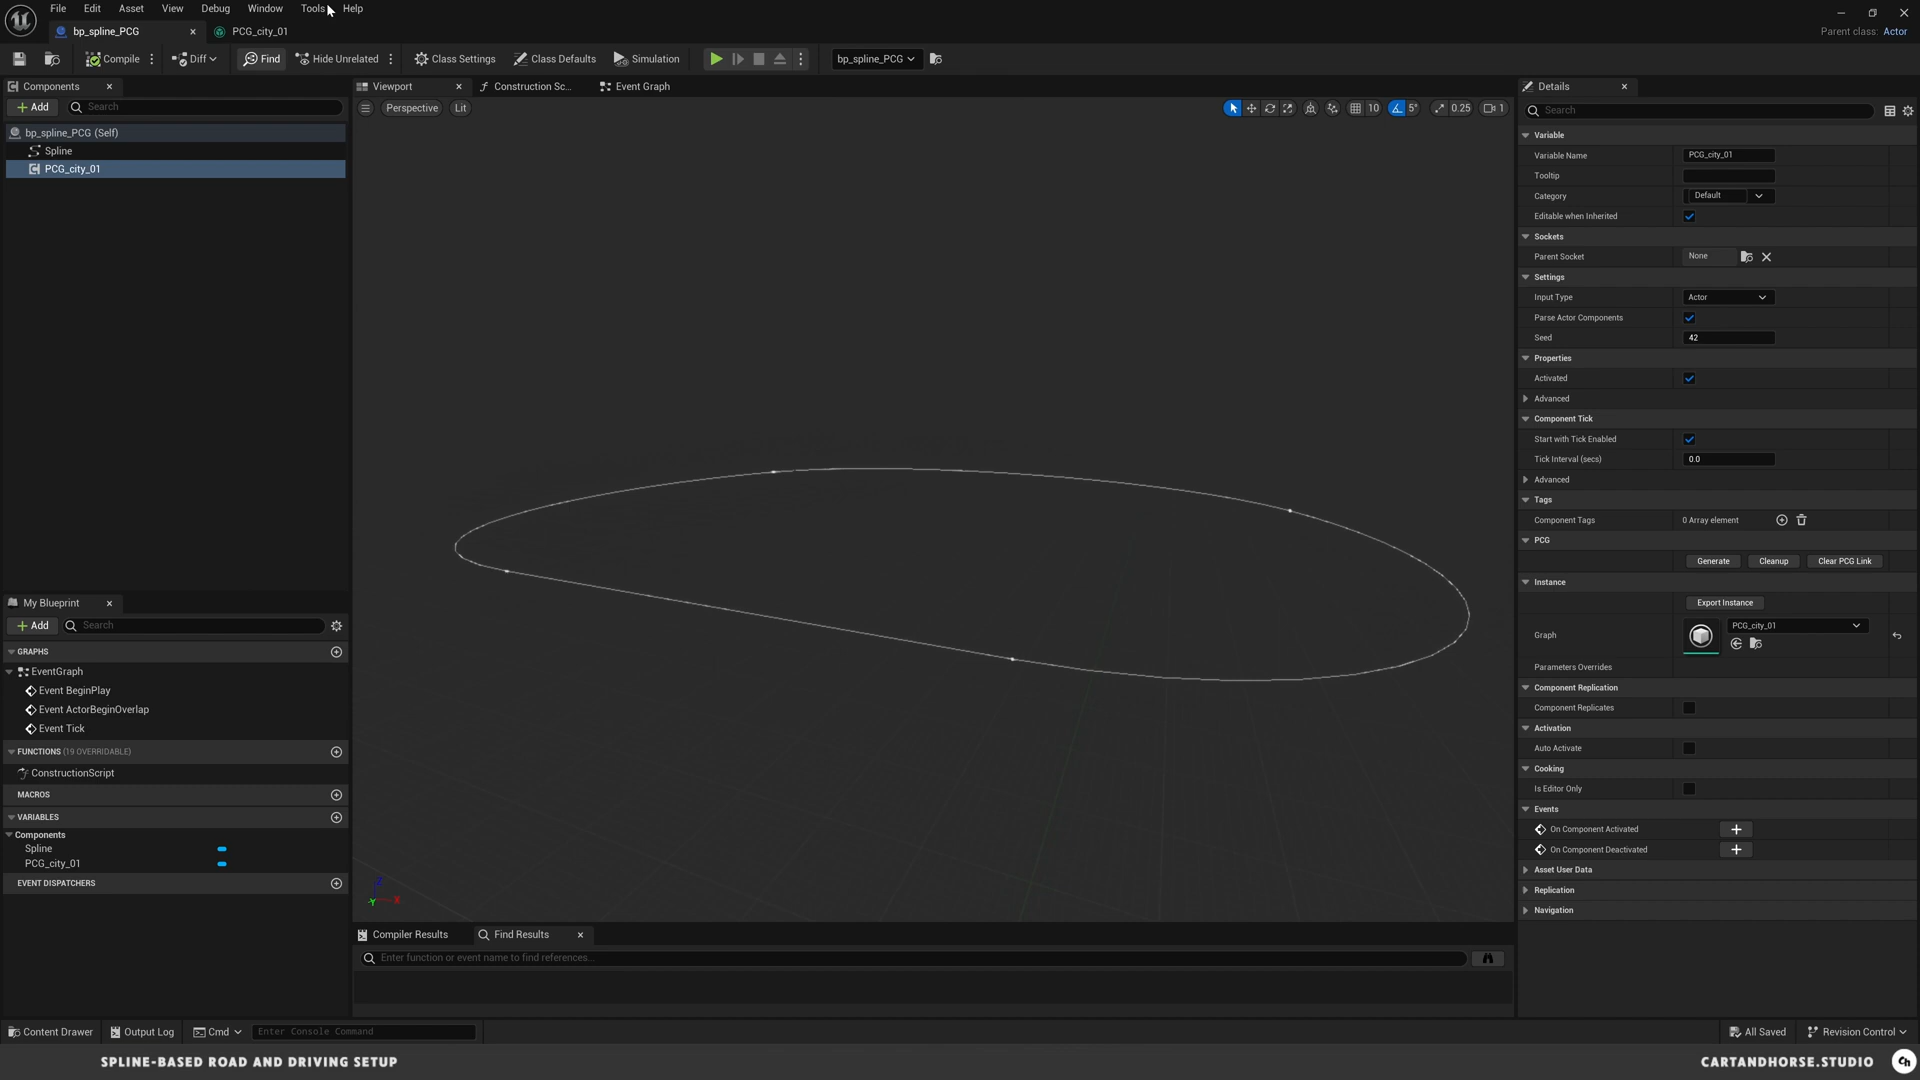 File Edit Asset View Debug Window Tools Help
bp_spline_PCG
PCG_city_01
Parent class: Actor
Compile
Diff
Find
Hide Unrelated
Class Settings
Class Defaults
Simulation
bp_spline_PCG
Components
Add
Search
bp_spline_PCG (Self)
Spline
PCG_city_01
My Blueprint
Add
Search
GRAPHS
EventGraph
Event BeginPlay
Event ActorBeginOverlap
Event Tick
FUNCTIONS (19 OVERRIDABLE)
ConstructionScript
MACROS
VARIABLES
Components
Spline
PCG_city_01
EVENT DISPATCHERS
Viewport
Construction Sc...
Event Graph
Perspective
Lit
10
5°
0.25
1
Z
Y
X
Compiler Results
Find Results
Enter function or event name to find references...
Details
Search
Variable
Variable Name PCG_city_01
Tooltip
Category Default
Editable when Inherited
Sockets
Parent Socket None
Settings
Input Type Actor
Parse Actor Components
Seed 42
Properties
Activated
Advanced
Component Tick
Start with Tick Enabled
Tick Interval (secs) 0.0
Advanced
Tags
Component Tags 0 Array element
PCG
Generate Cleanup Clear PCG Link
Instance
Export Instance
Graph PCG_city_01
Parameters Overrides
Component Replication
Component Replicates
Activation
Auto Activate
Cooking
Is Editor Only
Events
On Component Activated
On Component Deactivated
Asset User Data
Replication
Navigation
Content Drawer
Output Log
Cmd
Enter Console Command
All Saved
Revision Control
SPLINE-BASED ROAD AND DRIVING SETUP
CARTANDHORSE.STUDIO